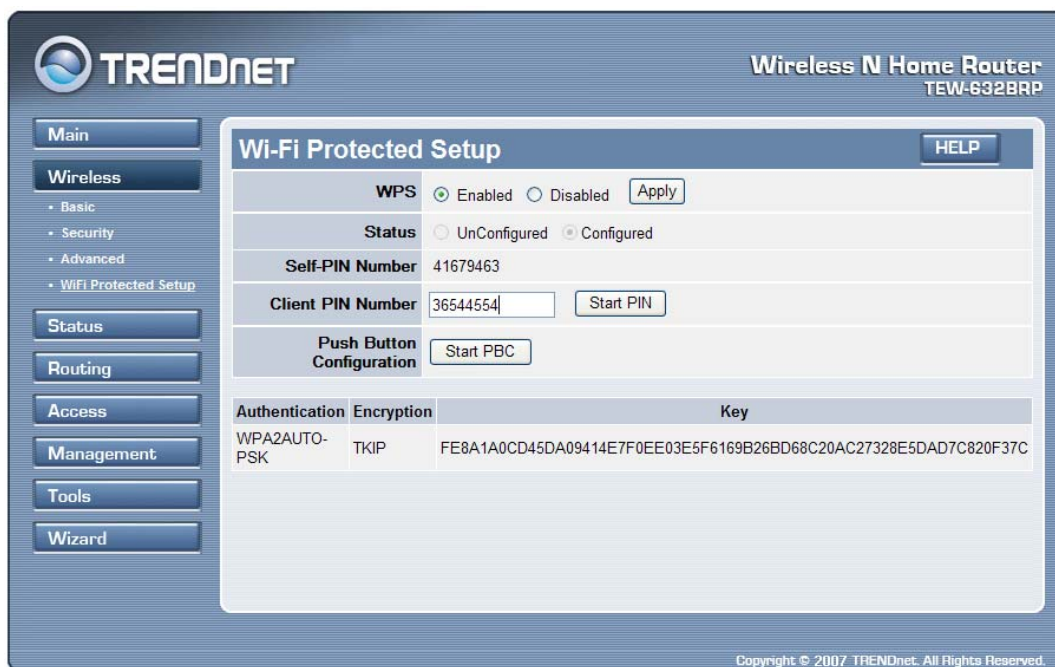 TRENDNET
Wireless N Home Router
TEW-632BRP
Main
Wireless
• Basic
• Security
• Advanced
• WiFi Protected Setup
Status
Routing
Access
Management
Tools
Wizard
Wi-Fi Protected Setup
HELP
WPS Enabled Disabled Apply
Status UnConfigured Configured
Self-PIN Number 41679463
Client PIN Number 36544554 Start PIN
Push Button
Configuration Start PBC
Authentication Encryption Key
WPA2AUTO-
PSK TKIP FE8A1A0CD45DA09414E7F0EE03E5F6169B26BD68C20AC27328E5DAD7C820F37C
Copyright © 2007 TRENDnet. All Rights Reserved.